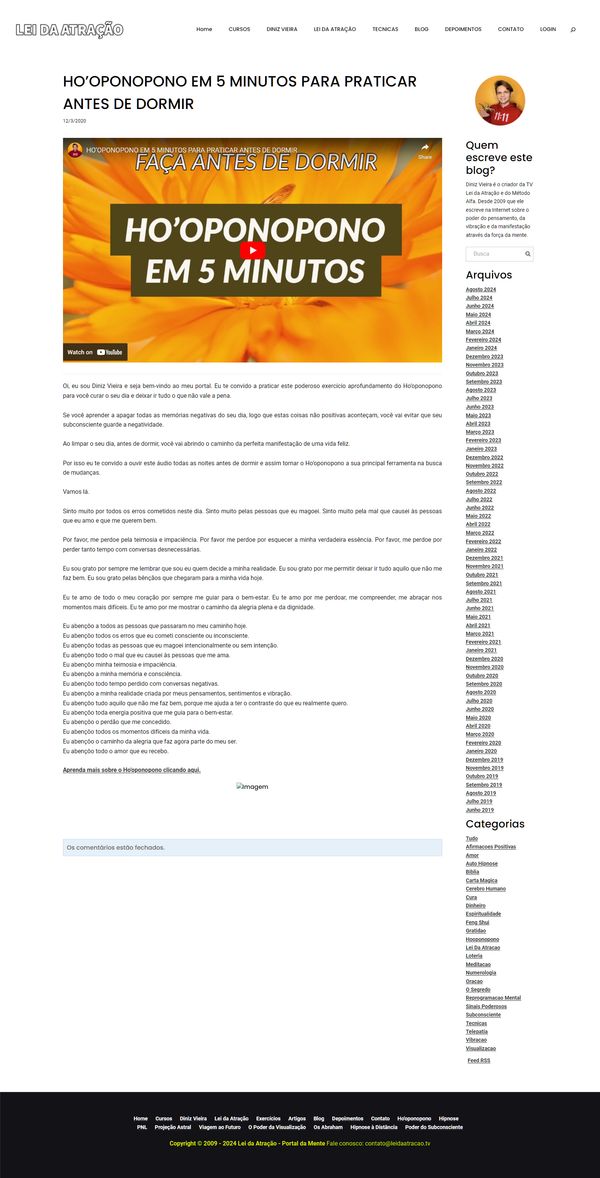 LEI DA ATRAÇÃO
Home CURSOS DINIZ VIEIRA LEI DA ATRAÇÃO TECNICAS BLOG DEPOIMENTOS CONTATO LOGIN
HO'OPONOPONO EM 5 MINUTOS PARA PRATICAR
ANTES DE DORMIR
12/3/2020
HO'OPONOPONO EM 5 MINUTOS PARA PRATICAR ANTES DE DORMIR
Share
FAÇA ANTES DE DORMIR
HO'OPONOPONO
EM 5 MINUTOS
Watch on YouTube
Oi, eu sou Diniz Vieira e seja bem-vindo ao meu portal. Eu te convido a praticar este poderoso exercício aprofundamento do Ho'oponopono
para você curar o seu dia e deixar ir tudo o que não vale a pena.
Se você aprender a apagar todas as memórias negativas do seu dia, logo que estas coisas não positivas aconteçam, você vai evitar que seu
subconsciente guarde a negatividade.
Ao limpar o seu dia, antes de dormir, você vai abrindo o caminho da perfeita manifestação de uma vida feliz.
Por isso eu te convido a ouvir este áudio todas as noites antes de dormir e assim tornar o Ho'oponopono a sua principal ferramenta na busca
de mudanças.
Vamos lá.
Sinto muito por todos os erros cometidos neste dia. Sinto muito pelas pessoas que eu magoei. Sinto muito pela mal que causei às pessoas
que eu amo e que me querem bem.
Por favor, me perdoe pela teimosia e impaciência. Por favor me perdoe por esquecer a minha verdadeira essência. Por favor, me perdoe por
perder tanto tempo com conversas desnecessárias.
Eu sou grato por sempre me lembrar que sou eu quem decide a minha realidade. Eu sou grato por me permitir deixar ir tudo aquilo que não me
faz bem. Eu sou grato pelas bênçãos que chegaram para a minha vida hoje.
Eu te amo de todo o meu coração por sempre me guiar para o bem-estar. Eu te amo por me perdoar, me compreender, me abraçar nos
momentos mais difíceis. Eu te amo por me mostrar o caminho da alegria plena e da dignidade.
Eu abenção a todos as pessoas que passaram no meu caminho hoje.
Eu abenção todos os erros que eu cometi consciente ou inconsciente.
Eu abenção todas as pessoas que eu magoei intencionalmente ou sem intenção.
Eu abenção todo o mal que eu causei às pessoas que me ama.
Eu abenção minha teimosia e impaciência.
Eu abenção a minha memória e consciência.
Eu abenção todo tempo perdido com conversas negativas.
Eu abenção a minha realidade criada por meus pensamentos, sentimentos e vibração.
Eu abenção tudo aquilo que não me faz bem, porque me ajuda a ter o contraste do que eu realmente quero.
Eu abenção toda energia positiva que me guia para o bem-estar.
Eu abenção o perdão que me concedido.
Eu abenção todos os momentos difíceis da minha vida.
Eu abenção o caminho da alegria que faz agora parte do meu ser.
Eu abenção todo o amor que eu recebo.
Aprenda mais sobre o Ho'oponopono clicando aqui.
Imagem
Os comentários estão fechados.
11:11
Quem
escreve este
blog?
Diniz Vieira é o criador da TV
Lei da Atração e do Método
Alfa. Desde 2009 que ele
escreve na Internet sobre o
poder do pensamento, da
vibração e da manifestação
através da força da mente.
Busca
Arquivos
Agosto 2024
Julho 2024
Junho 2024
Maio 2024
Abril 2024
Março 2024
Fevereiro 2024
Janeiro 2024
Dezembro 2023
Novembro 2023
Outubro 2023
Setembro 2023
Agosto 2023
Julho 2023
Junho 2023
Maio 2023
Abril 2023
Março 2023
Fevereiro 2023
Janeiro 2023
Dezembro 2022
Novembro 2022
Outubro 2022
Setembro 2022
Agosto 2022
Julho 2022
Junho 2022
Maio 2022
Abril 2022
Março 2022
Fevereiro 2022
Janeiro 2022
Dezembro 2021
Novembro 2021
Outubro 2021
Setembro 2021
Agosto 2021
Julho 2021
Junho 2021
Maio 2021
Abril 2021
Março 2021
Fevereiro 2021
Janeiro 2021
Dezembro 2020
Novembro 2020
Outubro 2020
Setembro 2020
Agosto 2020
Julho 2020
Junho 2020
Maio 2020
Abril 2020
Março 2020
Fevereiro 2020
Janeiro 2020
Dezembro 2019
Novembro 2019
Outubro 2019
Setembro 2019
Agosto 2019
Julho 2019
Junho 2019
Categorias
Tudo
Afirmacoes Positivas
Amor
Auto Hipnose
Biblia
Carta Magica
Cerebro Humano
Cura
Dinheiro
Espiritualidade
Feng Shui
Gratidao
Hooponopono
Lei Da Atracao
Loteria
Meditacao
Numerologia
Oracao
O Segredo
Reprogramacao Mental
Sinais Poderosos
Subconsciente
Tecnicas
Telepatia
Vibracao
Visualizacao
Feed RSS
Home Cursos Diniz Vieira Lei da Atração Exercícios Artigos Blog Depoimentos Contato Ho'oponopono Hipnose
PNL Projeção Astral Viagem ao Futuro O Poder da Visualização Os Abraham Hipnose à Distância Poder do Subconsciente
Copyright © 2009 - 2024 Lei da Atração - Portal da Mente Fale conosco: contato@leidaatracao.tv